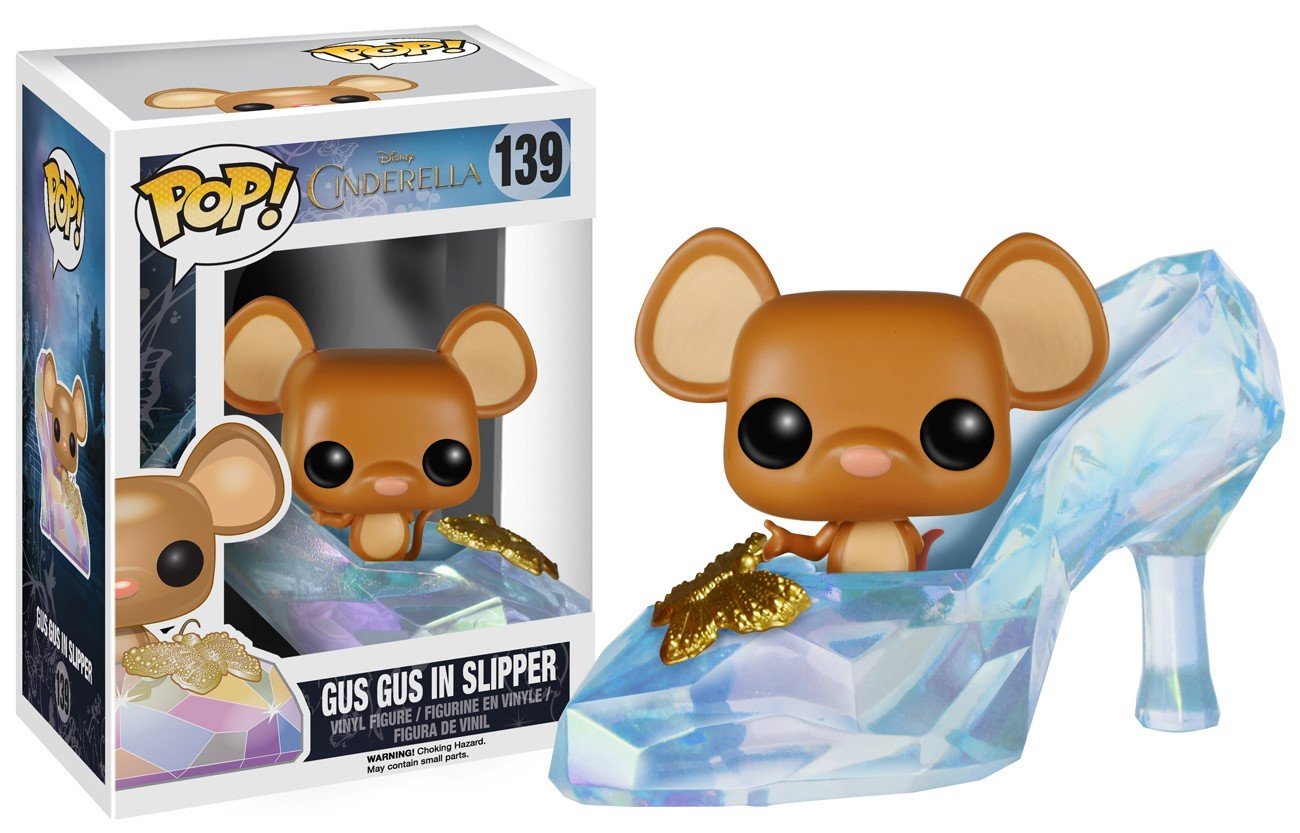 POP!
POP!
Disney
CINDERELLA
139
POP!
GUS GUS IN SLIPPER
139
GUS GUS IN SLIPPER
VINYL FIGURE / FIGURINE EN VINYLE /
FIGURA DE VINIL
WARNING! Choking Hazard.
May contain small parts.